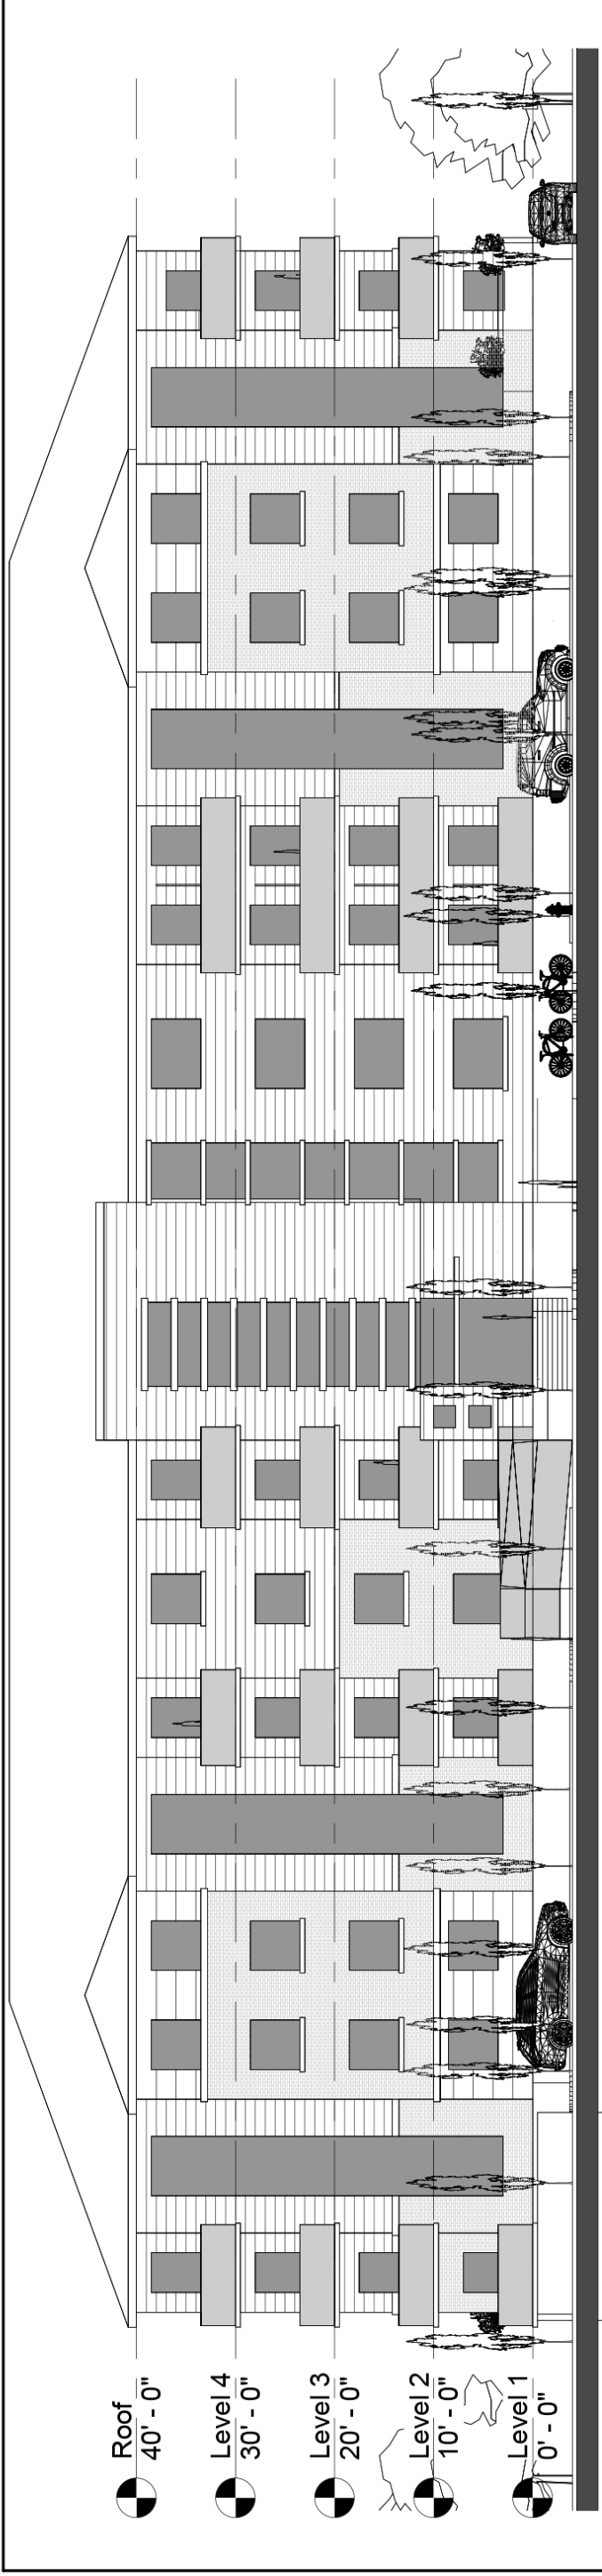 Roof
40' - 0"
Level 4
30' - 0"
Level 3
20' - 0"
Level 2
10' - 0"
Level 1
0' - 0"